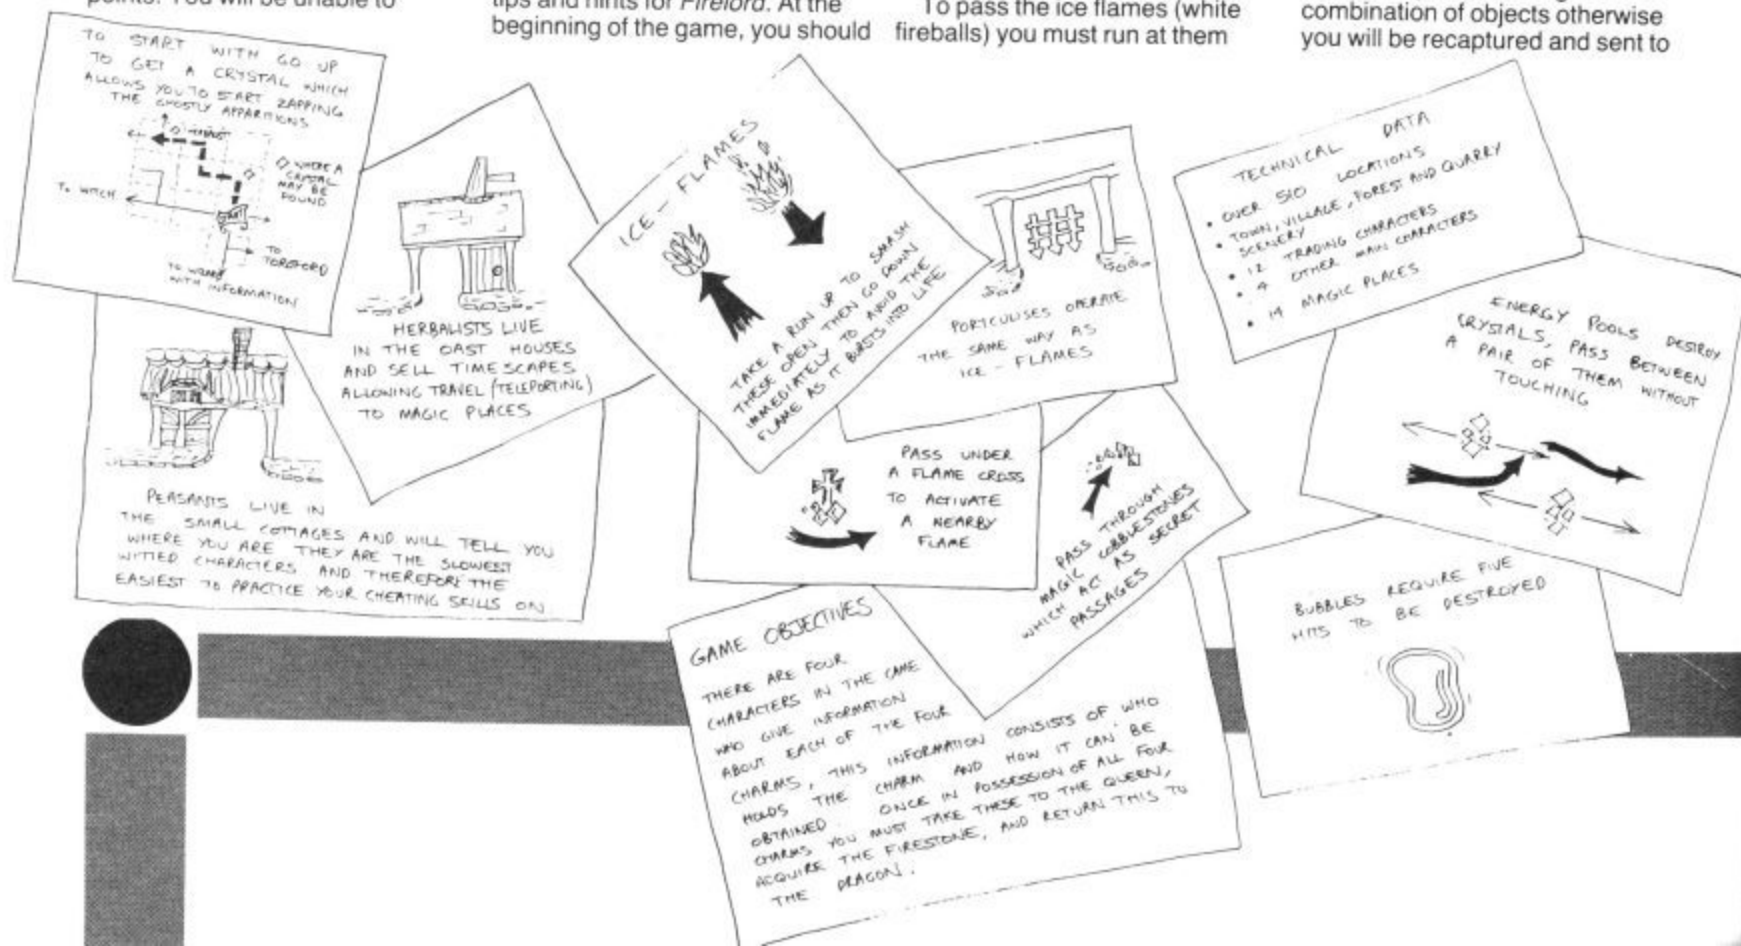 points. You will be unable to
tips and hints for Firelord. At the
beginning of the game, you should
To pass the ice flames (white
fireballs) you must run at them
combination of objects otherwise
you will be recaptured and sent to
TO START WITH GO UP
TO GET A CRYSTAL WHICH
ALLOWS YOU TO START ZAPPING
THE GHOSTLY APPARITIONS
◇ WHERE A
CRYSTAL
MAY BE
FOUND
TO WITCH
START
TO
TOREFORD
TO
WITH INFORMATION
HERBALISTS LIVE
IN THE OAST HOUSES
AND SELL TIMESCAPES
ALLOWING TRAVEL (TELEPORTING)
TO MAGIC PLACES
PEASANTS LIVE IN
THE SMALL COTTAGES AND WILL TELL YOU
WHERE YOU ARE THEY ARE THE SLOWEST
WITTED CHARACTERS AND THEREFORE THE
EASIEST TO PRACTICE YOUR CHEATING SKILLS ON
ICE - FLAMES
TAKE A RUN UP TO SMASH
THESE OPEN THEN GO DOWN
IMMEDIATELY TO AVOID THE
FLAME AS IT BURSTS INTO LIFE
PORTCULISES OPERATE
THE SAME WAY AS
ICE - FLAMES
TECHNICAL DATA
• OVER 510 LOCATIONS
• TOWN, VILLAGE, FOREST AND QUARRY
SCENERY
• 12 TRADING CHARACTERS
• 4 OTHER MAIN CHARACTERS
• 14 MAGIC PLACES
ENERGY POOLS DESTROY
CRYSTALS, PASS BETWEEN
A PAIR OF THEM WITHOUT
TOUCHING
PASS UNDER
A FLAME CROSS
TO ACTIVATE
A NEARBY
FLAME
PASS THROUGH
MAGIC COBBLESTONES
WHICH ACT AS SECRET
PASSAGES
BUBBLES REQUIRE FIVE
HITS TO BE DESTROYED
GAME OBJECTIVES
THERE ARE FOUR
CHARACTERS IN THE GAME
WHO GIVE INFORMATION
ABOUT EACH OF THE FOUR
CHARMS, THIS INFORMATION CONSISTS OF WHO
HOLDS THE CHARM AND HOW IT CAN BE
OBTAINED. ONCE IN POSSESSION OF ALL FOUR
CHARMS YOU MUST TAKE THESE TO THE QUEEN,
ACQUIRE THE FIRESTONE, AND RETURN THIS TO
THE DRAGON.